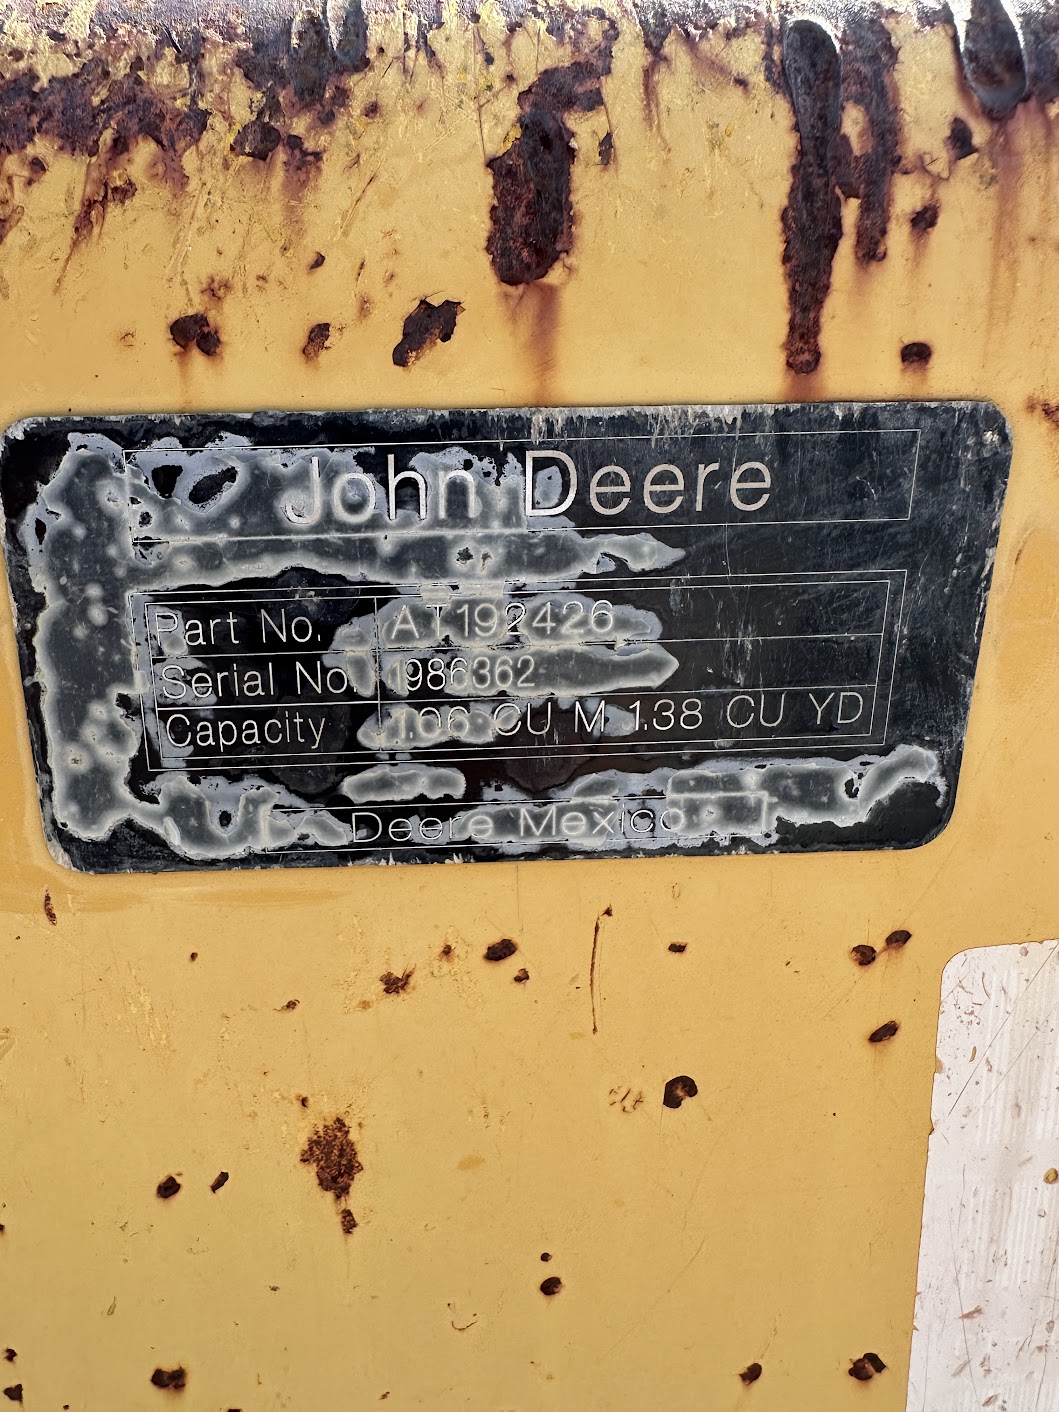 John Deere
Part No. AT192426
Serial No. 1986362
Capacity 1.06 CU M 1.38 CU YD
Deere Mexico